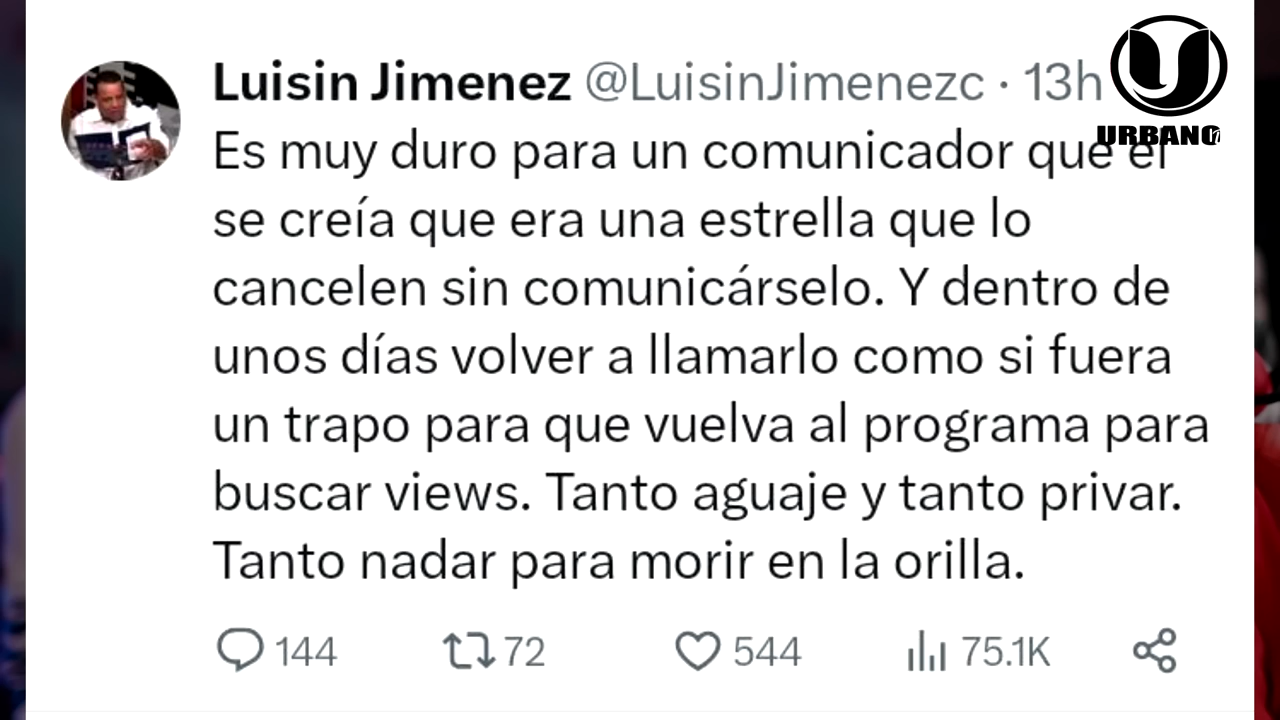 Luisin Jimenez @LuisinJimenezc · 13h
URBANO
Es muy duro para un comunicador que el
se creía que era una estrella que lo
cancelen sin comunicárselo. Y dentro de
unos días volver a llamarlo como si fuera
un trapo para que vuelva al programa para
buscar views. Tanto aguaje y tanto privar.
Tanto nadar para morir en la orilla.
144 72 544 75.1K